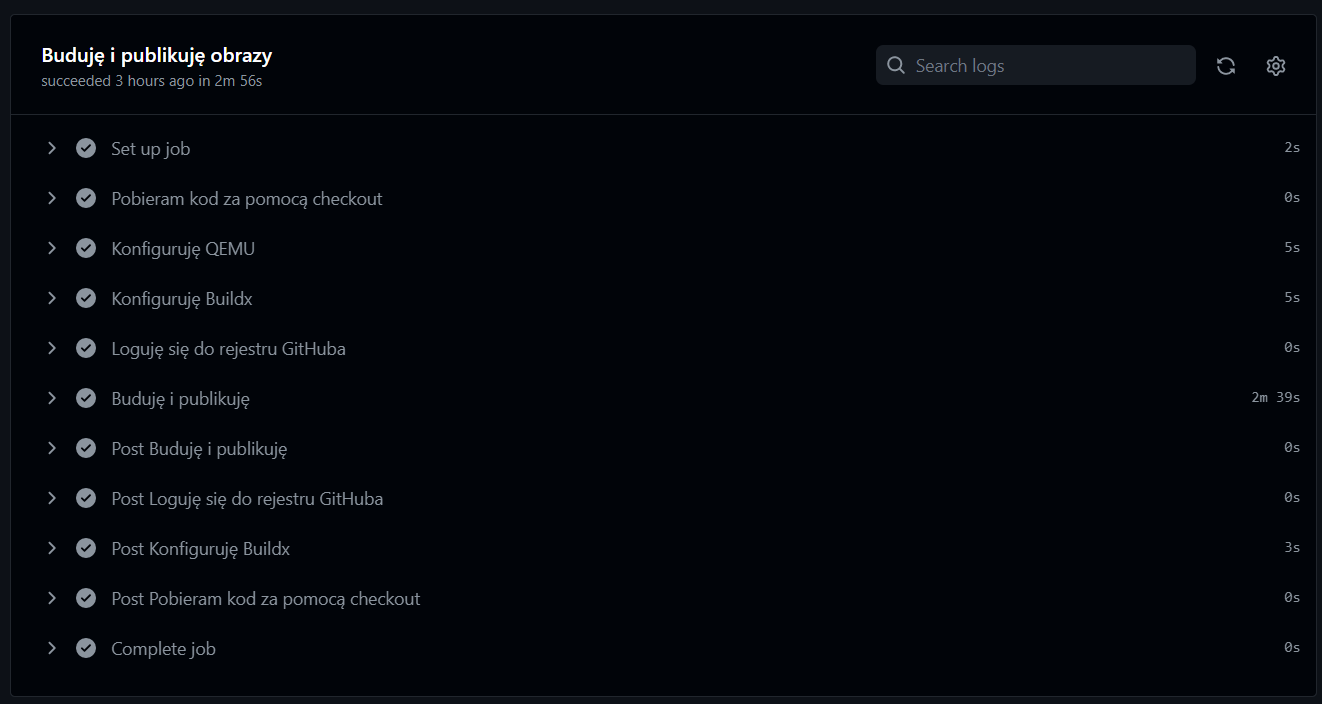 Buduję i publikuję obrazy
succeeded 3 hours ago in 2m 56s
Search logs
Set up job 2s
Pobieram kod za pomocą checkout 0s
Konfiguruję QEMU 5s
Konfiguruję Buildx 5s
Loguję się do rejestru GitHuba 0s
Buduję i publikuję 2m 39s
Post Buduję i publikuję 0s
Post Loguję się do rejestru GitHuba 0s
Post Konfiguruję Buildx 3s
Post Pobieram kod za pomocą checkout 0s
Complete job 0s